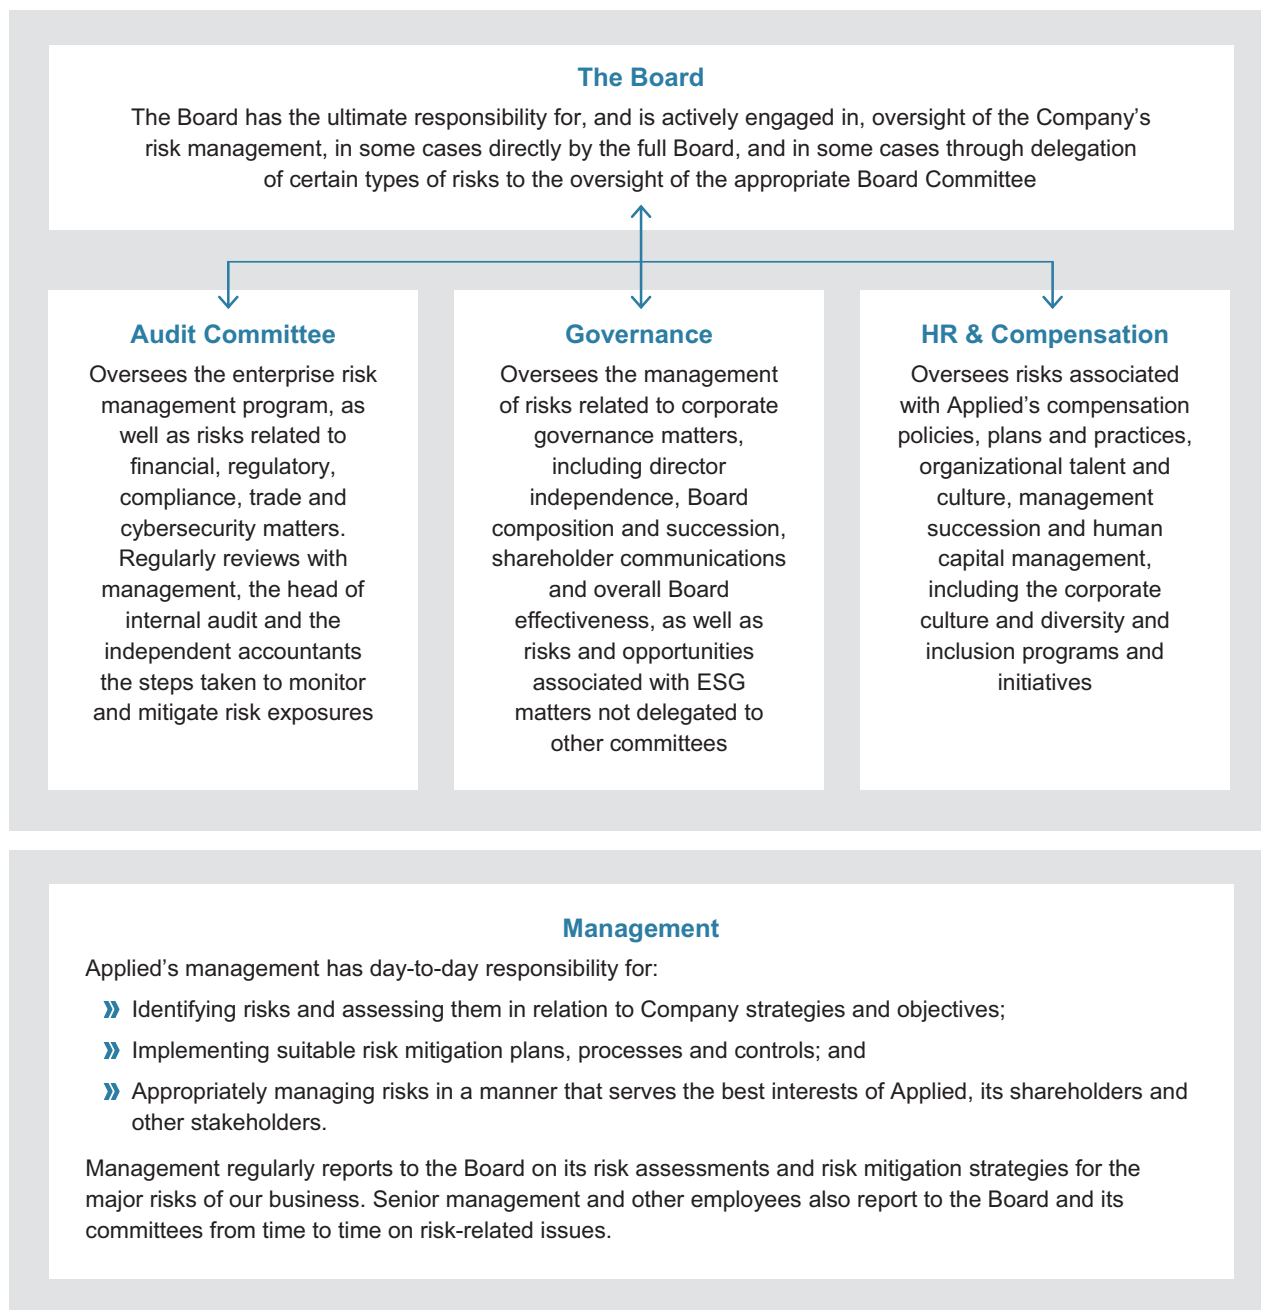 The Board
The Board has the ultimate responsibility for, and is actively engaged in, oversight of the Company’s
risk management, in some cases directly by the full Board, and in some cases through delegation
of certain types of risks to the oversight of the appropriate Board Committee
Audit Committee
Oversees the enterprise risk
management program, as
well as risks related to
financial, regulatory,
compliance, trade and
cybersecurity matters.
Regularly reviews with
management, the head of
internal audit and the
independent accountants
the steps taken to monitor
and mitigate risk exposures
Governance
Oversees the management
of risks related to corporate
governance matters,
including director
independence, Board
composition and succession,
shareholder communications
and overall Board
effectiveness, as well as
risks and opportunities
associated with ESG
matters not delegated to
other committees
HR & Compensation
Oversees risks associated
with Applied’s compensation
policies, plans and practices,
organizational talent and
culture, management
succession and human
capital management,
including the corporate
culture and diversity and
inclusion programs and
initiatives
Management
Applied’s management has day-to-day responsibility for:
Identifying risks and assessing them in relation to Company strategies and objectives;
Implementing suitable risk mitigation plans, processes and controls; and
Appropriately managing risks in a manner that serves the best interests of Applied, its shareholders and
other stakeholders.
Management regularly reports to the Board on its risk assessments and risk mitigation strategies for the
major risks of our business. Senior management and other employees also report to the Board and its
committees from time to time on risk-related issues.